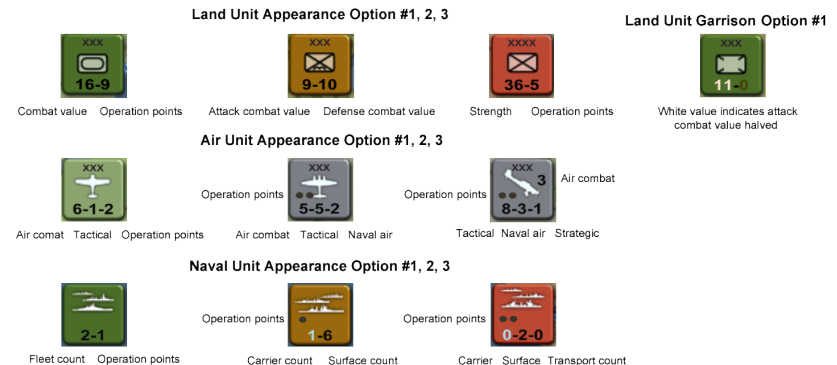 Land Unit Appearance Option #1, 2, 3
Land Unit Garrison Option #1
XXX
16-9
XXX
9-10
XXXX
36-5
XXX
11-0
Combat value Operation points
Attack combat value Defense combat value
Strength Operation points
White value indicates attack
combat value halved
Air Unit Appearance Option #1, 2, 3
XXX
6-1-2
Operation points
XXX
5-5-2
Operation points
XXX
3
8-3-1
Air combat
Air comat Tactical Operation points
Air combat Tactical Naval air
Tactical Naval air Strategic
Naval Unit Appearance Option #1, 2, 3
2-1
Operation points
1-6
Operation points
0-2-0
Fleet count Operation points
Carrier count Surface count
Carrier Surface Transport count